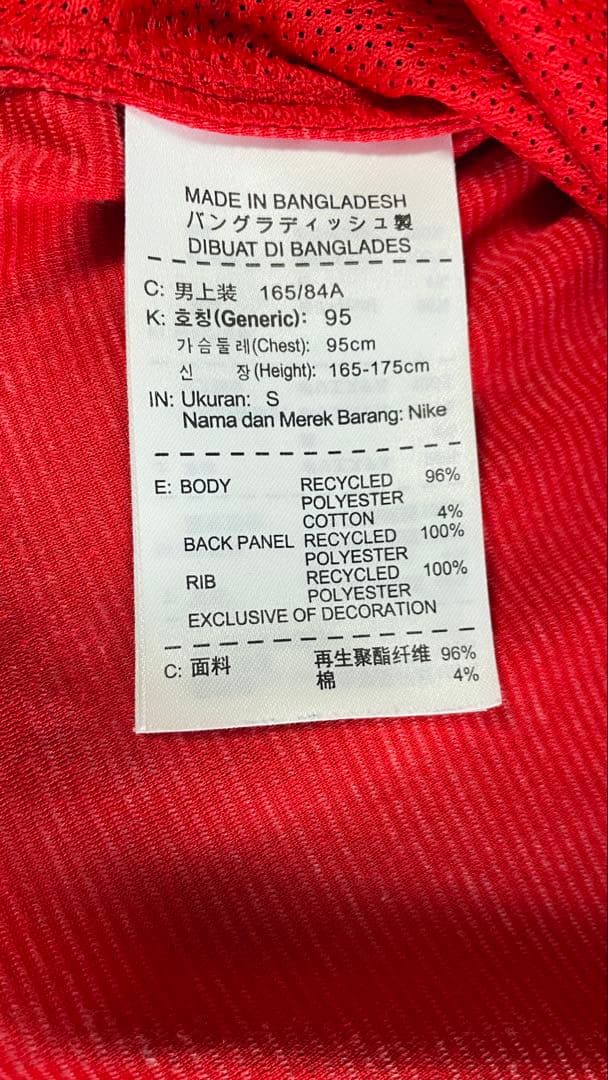 MADE IN BANGLADESH
バングラディッシュ製
DIBUAT DI BANGLADES
C: 男上装 165/84A
K: 호칭(Generic): 95
가슴둘레(Chest): 95cm
신 장(Height): 165-175cm
IN: Ukuran: S
Nama dan Merek Barang: Nike
E: BODY RECYCLED 96%
POLYESTER
COTTON 4%
BACK PANEL RECYCLED 100%
POLYESTER
RIB RECYCLED 100%
POLYESTER
EXCLUSIVE OF DECORATION
C: 面料 再生聚酯纤维 96%
棉 4%